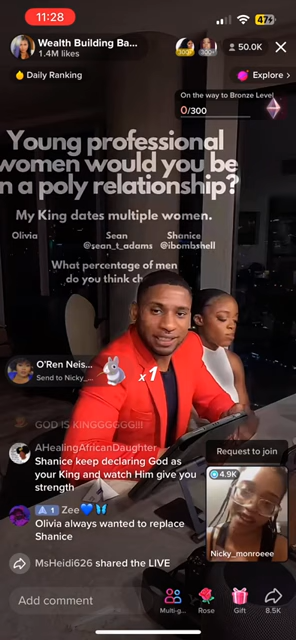 11:28
47
Wealth Building Ba...
1.4M likes
50.0K
Daily Ranking
Explore >
On the way to Bronze Level
0/300
Young professional
women would you be
n a poly relationship?
My King dates multiple women.
Olivia Sean Shanice
@sean_t_adams @ibombshell
What percentage of men
do you think ch
O'Ren Neis...
Send to Nicky_...
x1
GOD IS KINGGGGGG!!!
AHealingAfricanDaughter
Shanice keep declaring God as
your King and watch Him give you
strength
Request to join
4.9K
1 Zee💙🦋
Olivia always wanted to replace
Shanice
Nicky_monroeee
MsHeidi626 shared the LIVE
Add comment
Multi-g...
Rose
Gift
8.5K